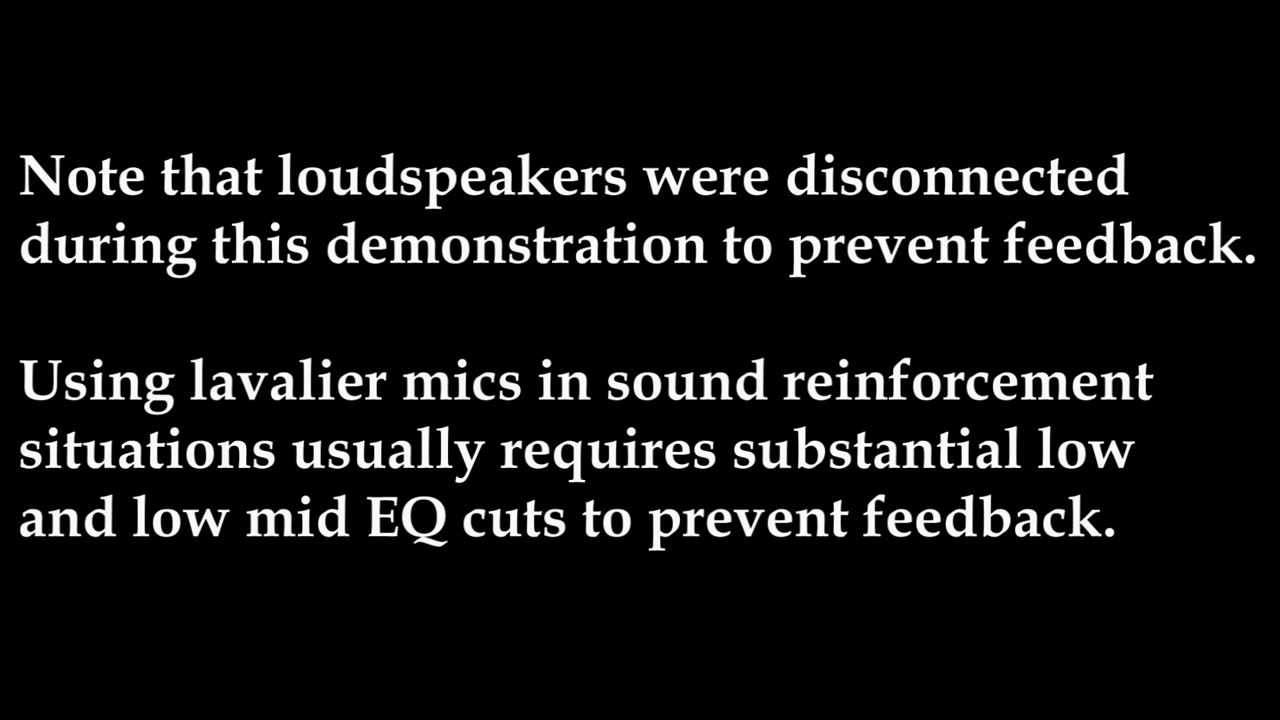 Note that loudspeakers were disconnected
during this demonstration to prevent feedback.
Using lavalier mics in sound reinforcement
situations usually requires substantial low
and low mid EQ cuts to prevent feedback.